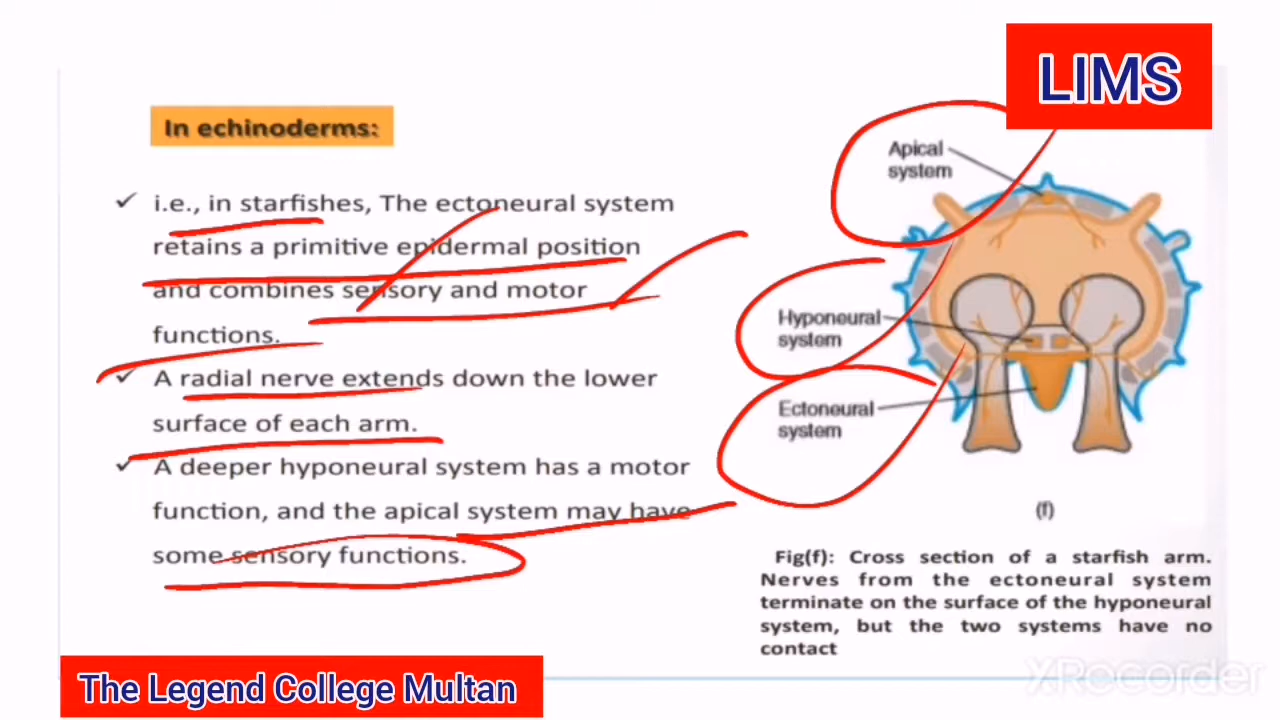 LIMS
In echinoderms:
✓ i.e., in starfishes, The ectoneural system
retains a primitive epidermal position
and combines sensory and motor
functions.
✓ A radial nerve extends down the lower
surface of each arm.
✓ A deeper hyponeural system has a motor
function, and the apical system may have
some sensory functions.
Apical
system
Hyponeural
system
Ectoneural
system
(f)
Fig(f): Cross section of a starfish arm.
Nerves from the ectoneural system
terminate on the surface of the hyponeural
system, but the two systems have no
contact
XRecorder
The Legend College Multan